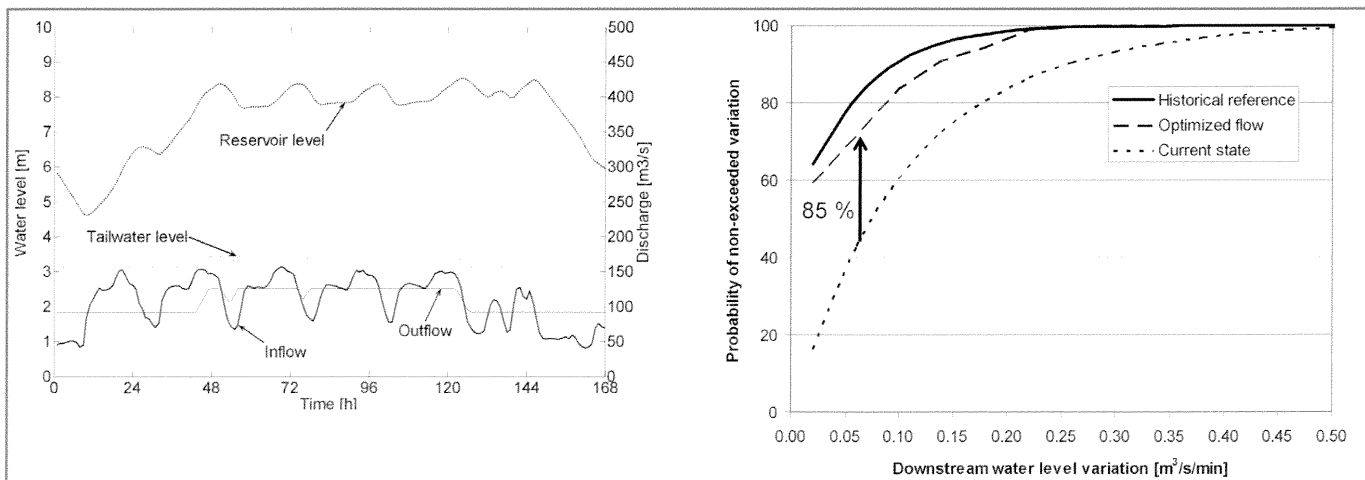 10
9
8
7
6
5
4
3
2
1
0
Water level [m]
500
450
400
350
300
250
200
150
100
50
0
Discharge [m3/s]
Reservoir level
Tailwater level
Outflow
Inflow
0 24 48 72 96 120 144 168
Time [h]
100
80
60
40
20
0
Probability of non-exceeded variation
Historical reference
Optimized flow
Current state
85 %
0.00 0.05 0.10 0.15 0.20 0.25 0.30 0.35 0.40 0.45 0.50
Downstream water level variation [m³/s/min]